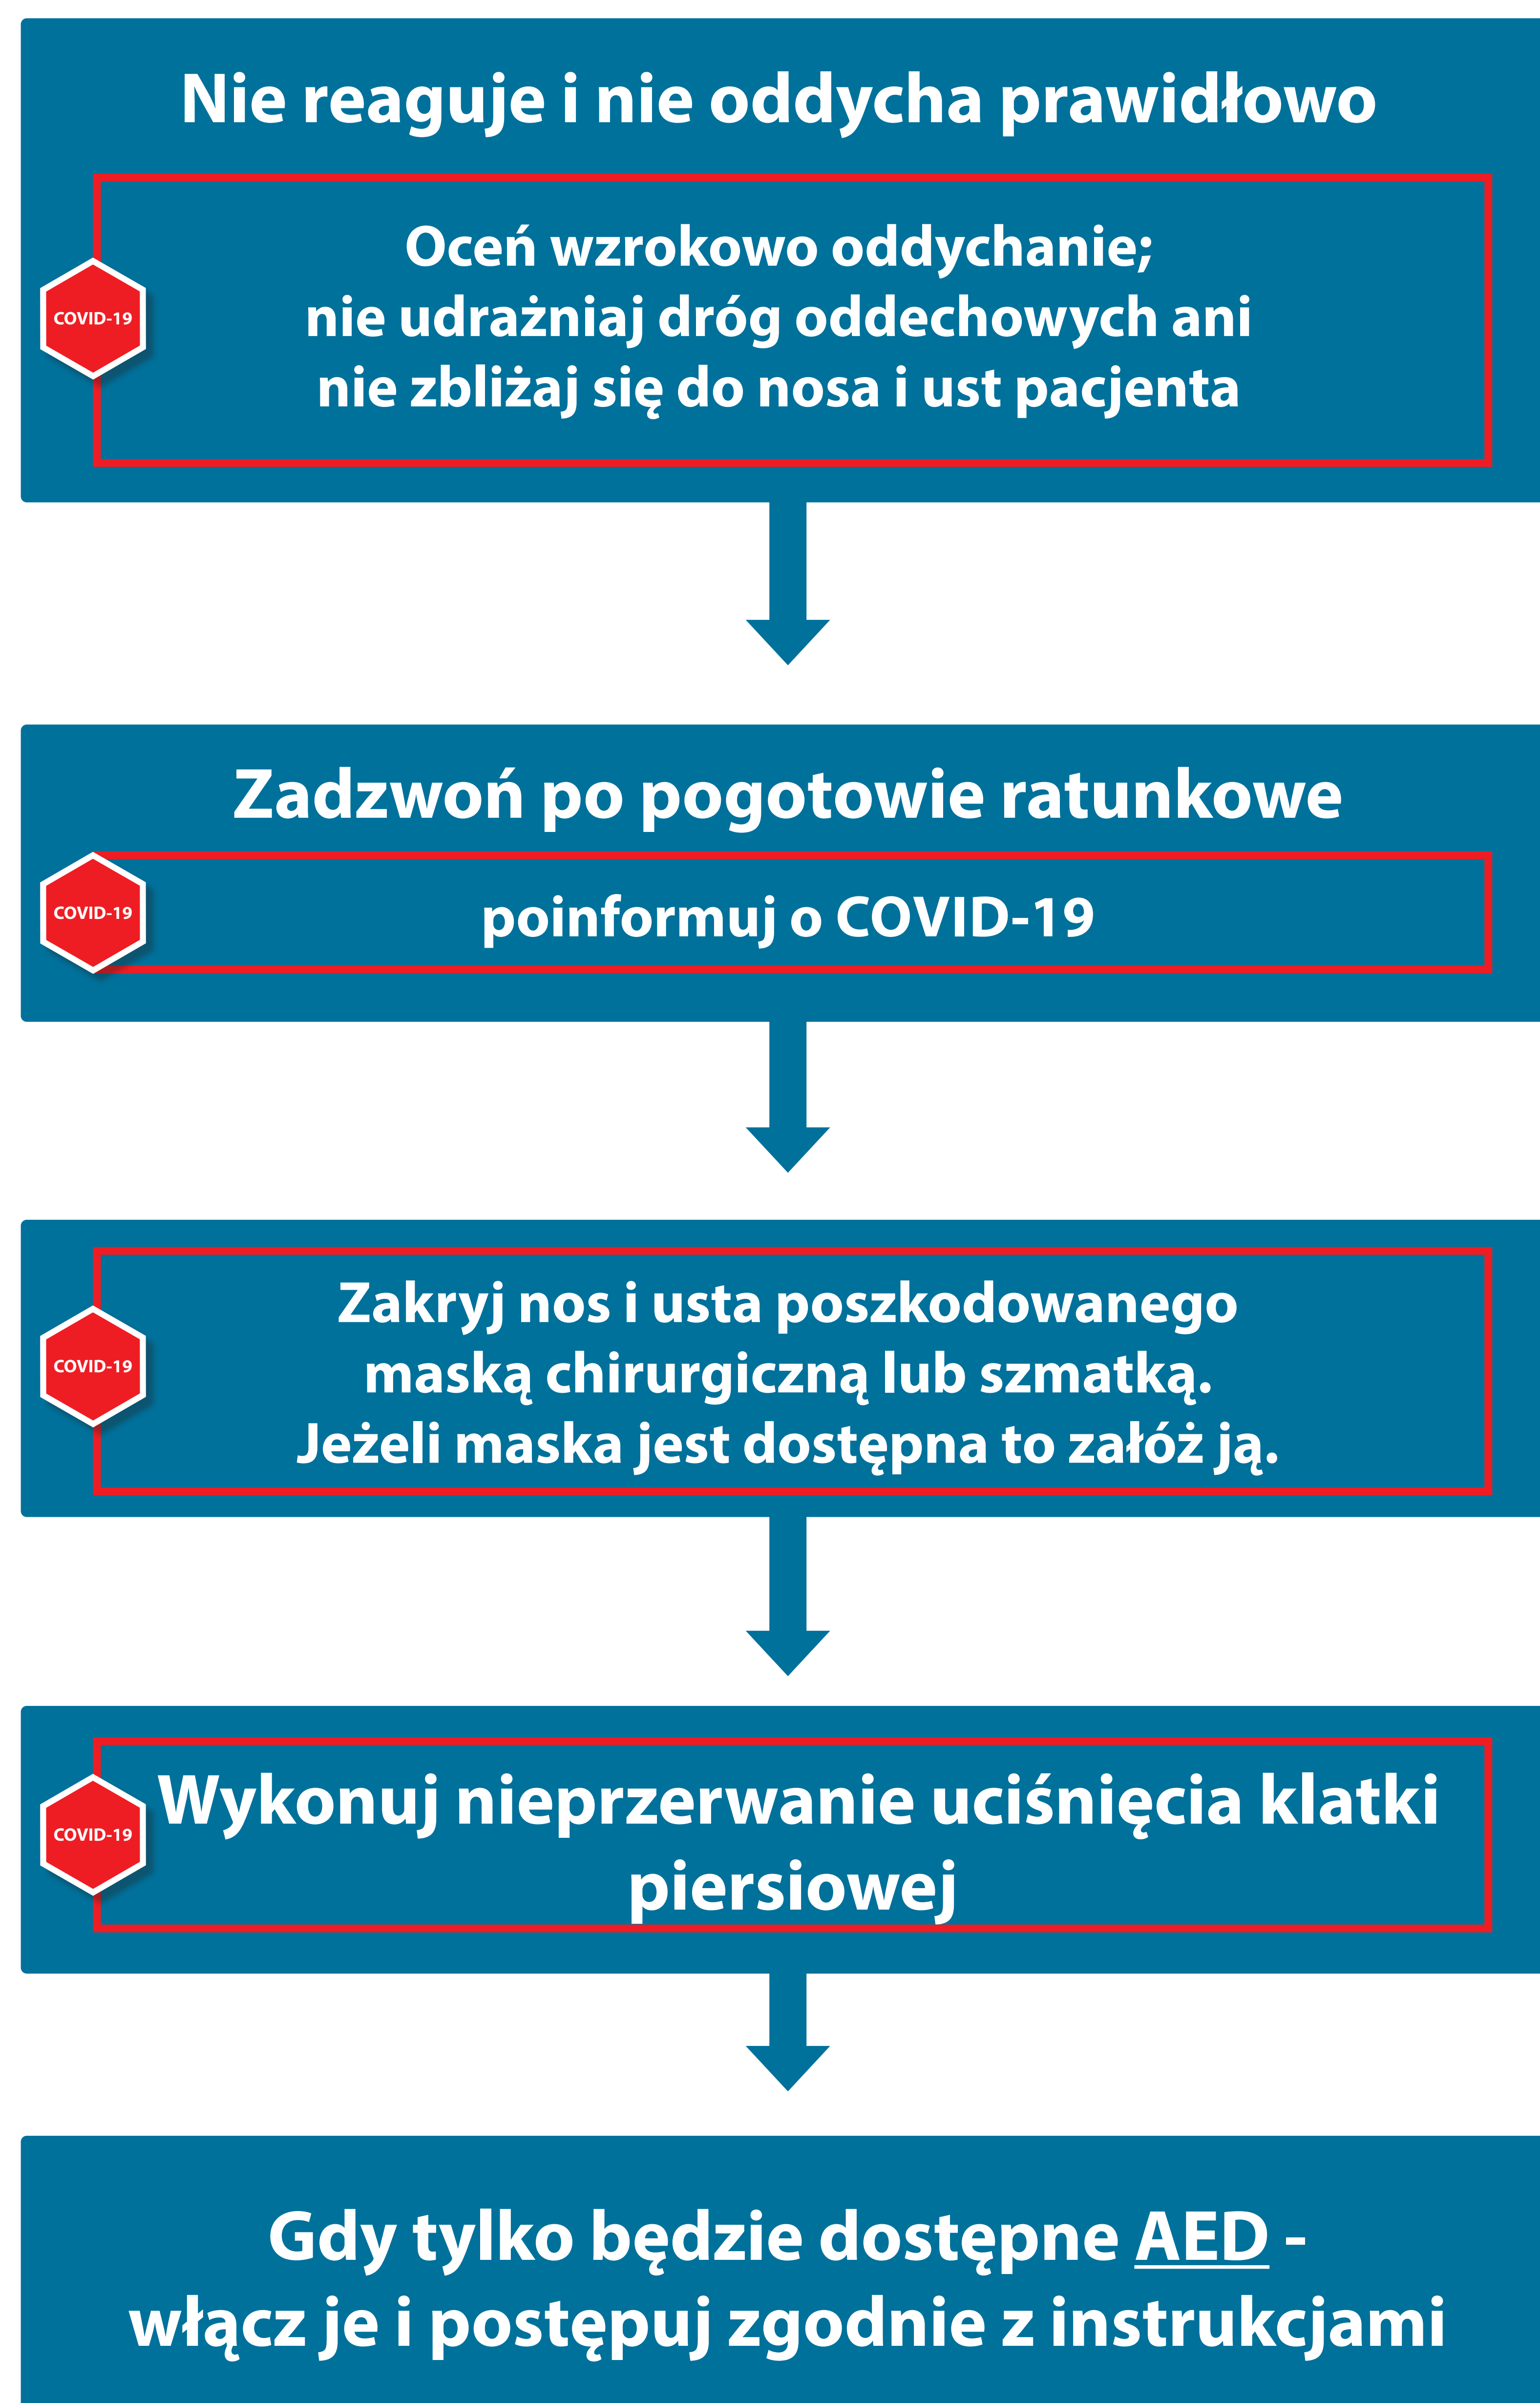 Nie reaguje i nie oddycha prawidłowo
Oceń wzrokowo oddychanie;
nie udrażniaj dróg oddechowych ani
nie zbliżaj się do nosa i ust pacjenta
COVID-19
Zadzwoń po pogotowie ratunkowe
COVID-19
poinformuj o COVID-19
Zakryj nos i usta poszkodowanego
maską chirurgiczną lub szmatką.
Jeżeli maska jest dostępna to załóż ją.
COVID-19
Wykonuj nieprzerwanie uciśnięcia klatki
piersiowej
COVID-19
Gdy tylko będzie dostępne AED -
włącz je i postępuj zgodnie z instrukcjami